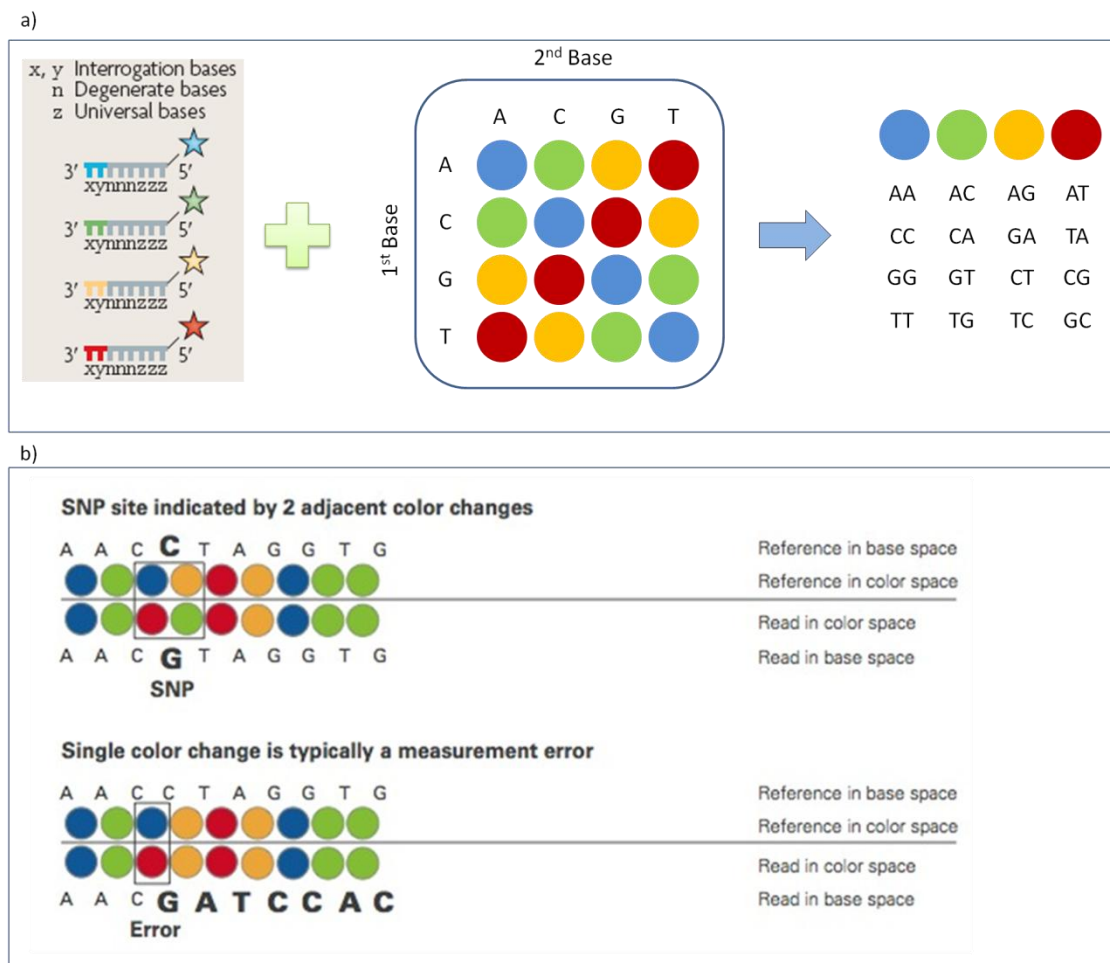 a)
x, y Interrogation bases
n Degenerate bases
z Universal bases
3′ 5′
xynnnzzz
3′ 5′
xynnnzzz
3′ 5′
xynnnzzz
3′ 5′
xynnnzzz
2nd Base
A C G T
1st Base
A
C
G
T
AA AC AG AT
CC CA GA TA
GG GT CT CG
TT TG TC GC
b)
SNP site indicated by 2 adjacent color changes
A A C C T A G G T G Reference in base space
Reference in color space
Read in color space
A A C G T A G G T G Read in base space
SNP
Single color change is typically a measurement error
A A C C T A G G T G Reference in base space
Reference in color space
Read in color space
A A C G A T C C A C Read in base space
Error